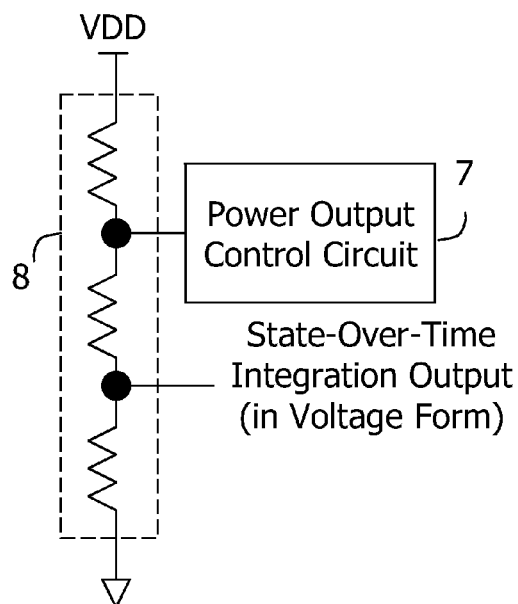 VDD
7
Power Output
Control Circuit
8
State-Over-Time
Integration Output
(in Voltage Form)